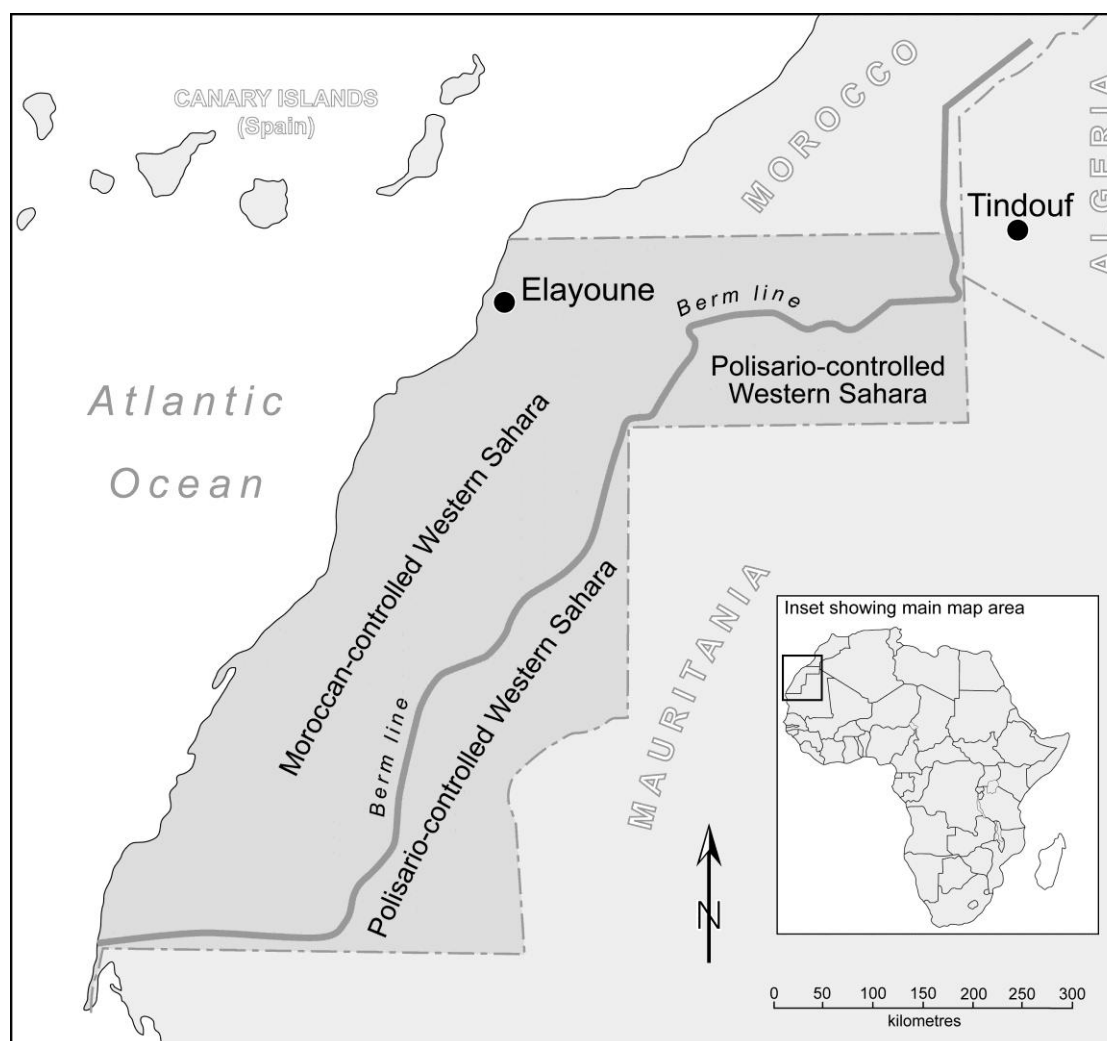 CANARY ISLANDS
(Spain)
MOROCCO
ALGERIA
Tindouf
Elayoune
Berm line
Polisario-controlled
Western Sahara
Atlantic
Ocean
Moroccan-controlled Western Sahara
Berm line
Polisario-controlled Western Sahara
MAURITANIA
Inset showing main map area
N
0 50 100 150 200 250 300
kilometres